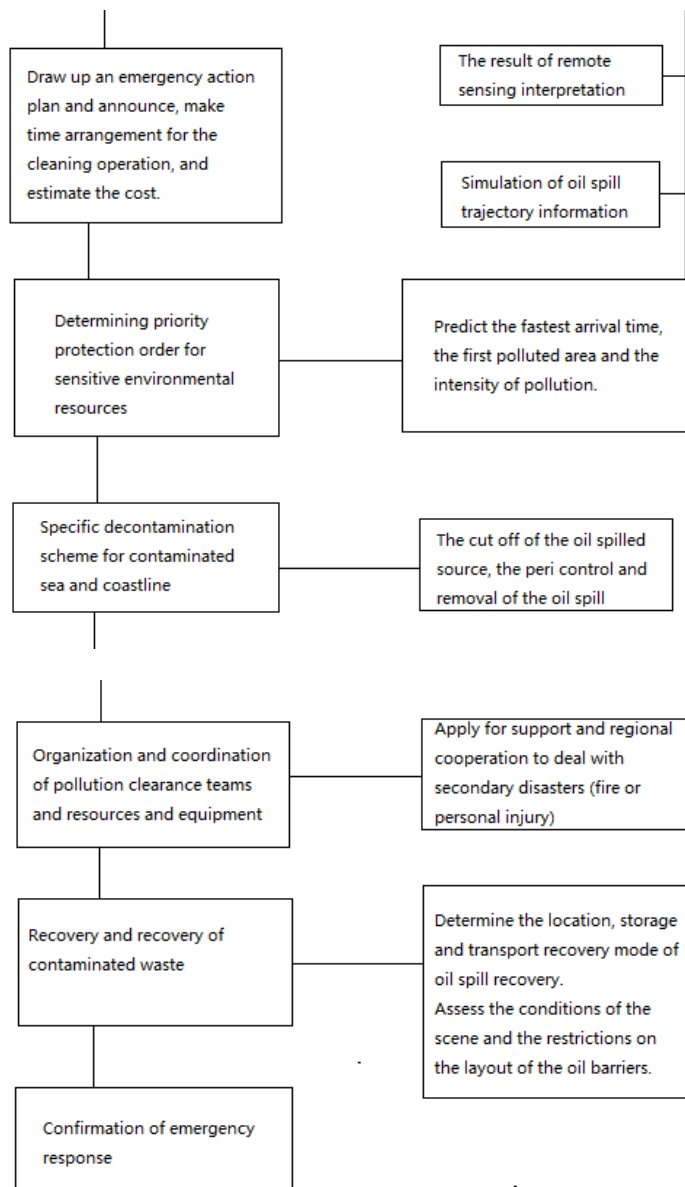 Draw up an emergency action
plan and announce, make
time arrangement for the
cleaning operation, and
estimate the cost.
The result of remote
sensing interpretation
Simulation of oil spill
trajectory information
Determining priority
protection order for
sensitive environmental
resources
Predict the fastest arrival time,
the first polluted area and the
intensity of pollution.
Specific decontamination
scheme for contaminated
sea and coastline
The cut off of the oil spilled
source, the peri control and
removal of the oil spill
Organization and coordination
of pollution clearance teams
and resources and equipment
Apply for support and regional
cooperation to deal with
secondary disasters (fire or
personal injury)
Recovery and recovery of
contaminated waste
Determine the location, storage
and transport recovery mode of
oil spill recovery.
Assess the conditions of the
scene and the restrictions on
the layout of the oil barriers.
Confirmation of emergency
response